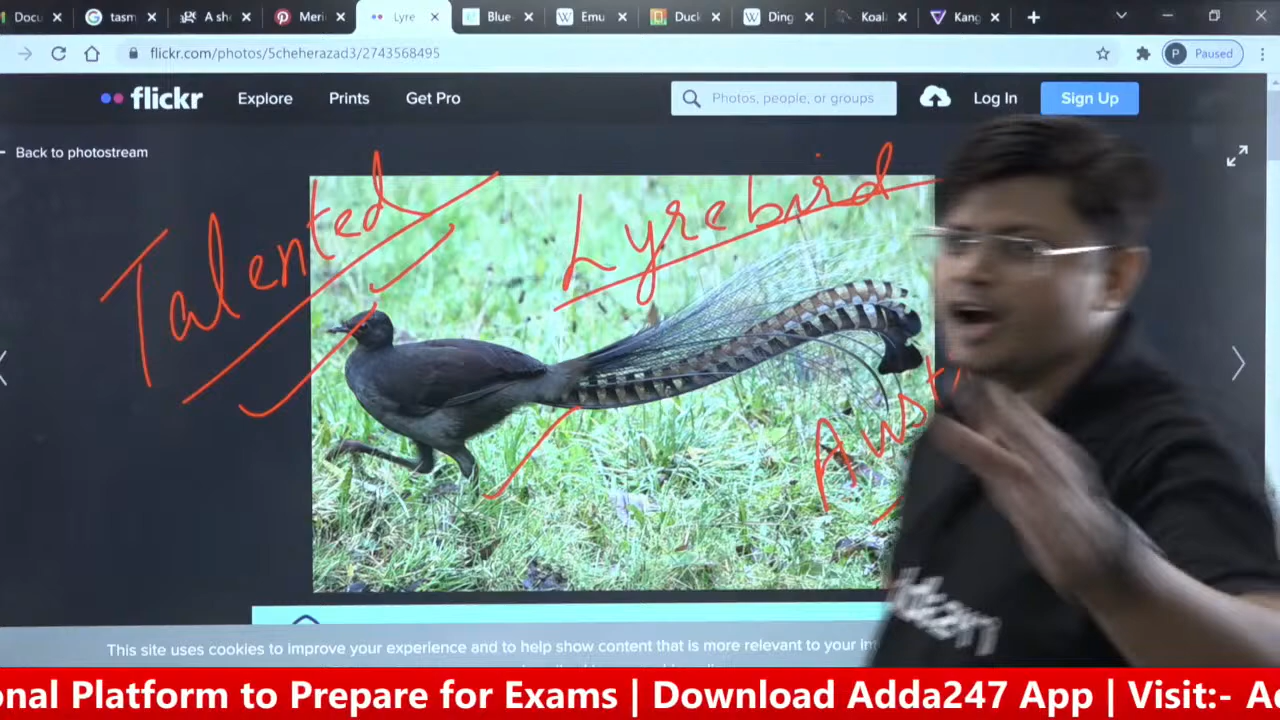 Docu
tasm
A sh
Meri
Lyre
Blue-
Emu
Duck
Ding
Koal
Kang
flickr.com/photos/5cheherazad3/2743568495
P Paused
flickr
Explore
Prints
Get Pro
Photos, people, or groups
Log In
Sign Up
Back to photostream
Talented
Lyrebird
Aust
This site uses cookies to improve your experience and to help show content that is more relevant to your in
onal Platform to Prepare for Exams | Download Adda247 App | Visit:- A